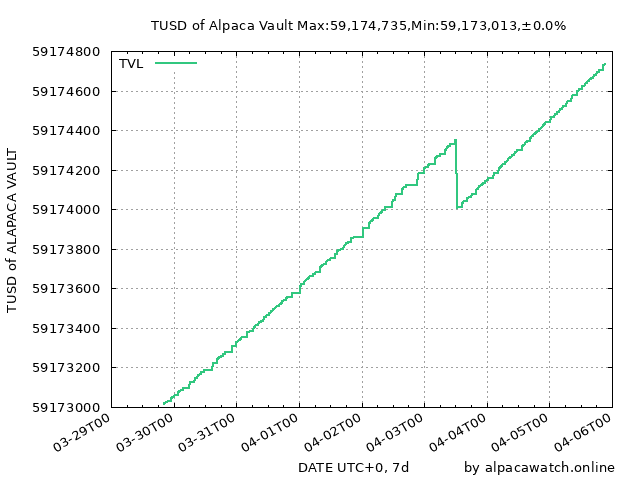 TUSD of Alpaca Vault Max:59,174,735,Min:59,173,013,±0.0%
TVL
TUSD of ALAPACA VAULT
59174800
59174600
59174400
59174200
59174000
59173800
59173600
59173400
59173200
59173000
03-29T00
03-30T00
03-31T00
04-01T00
04-02T00
04-03T00
04-04T00
04-05T00
04-06T00
DATE UTC+0, 7d
by alpacawatch.online